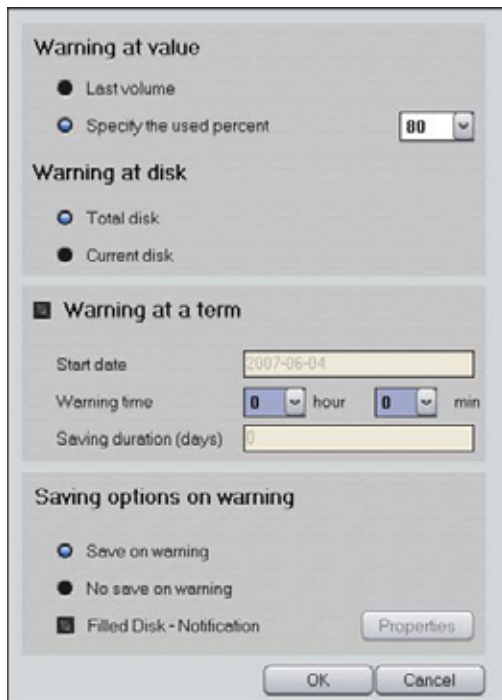 Warning at value
Last volume
Specify the used percent 80
Warning at disk
Total disk
Current disk
Warning at a term
Start date 2007-06-04
Warning time 0 hour 0 min
Saving duration (days) 0
Saving options on warning
Save on warning
No save on warning
Filled Disk - Notification Properties
OK Cancel